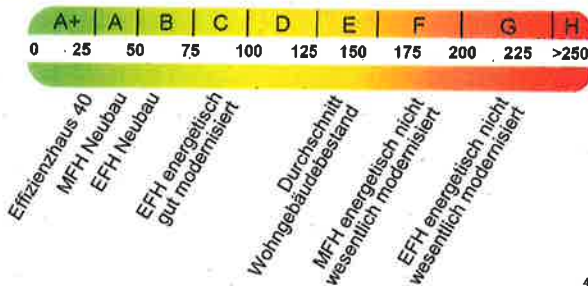 A+ A B C D E F G H
0 25 50 75 100 125 150 175 200 225 >250
Effizienzhaus 40
MFH Neubau
EFH Neubau
EFH energetisch
gut modernisiert
Durchschnitt
Wohngebäudebestand
MFH energetisch nicht
wesentlich modernisiert
EFH energetisch nicht
wesentlich modernisiert